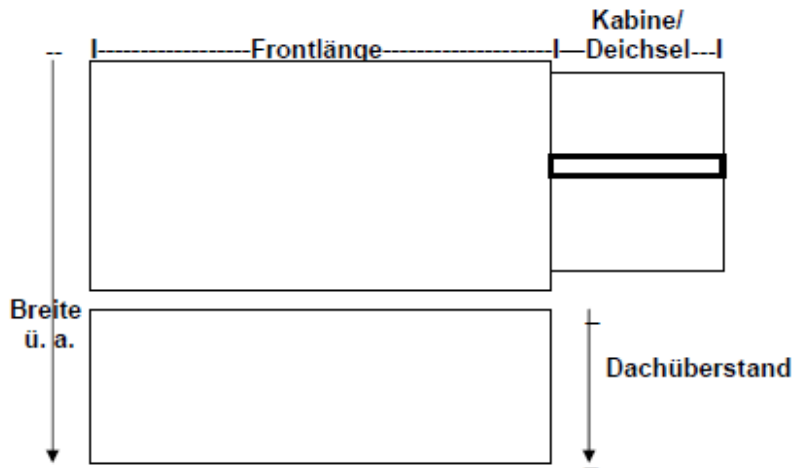 Kabine/
-- I-------------------Frontlänge---------------------I—Deichsel---I
Breite
ü. a.
Dachüberstand